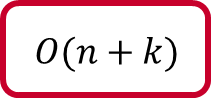 O(n + k)